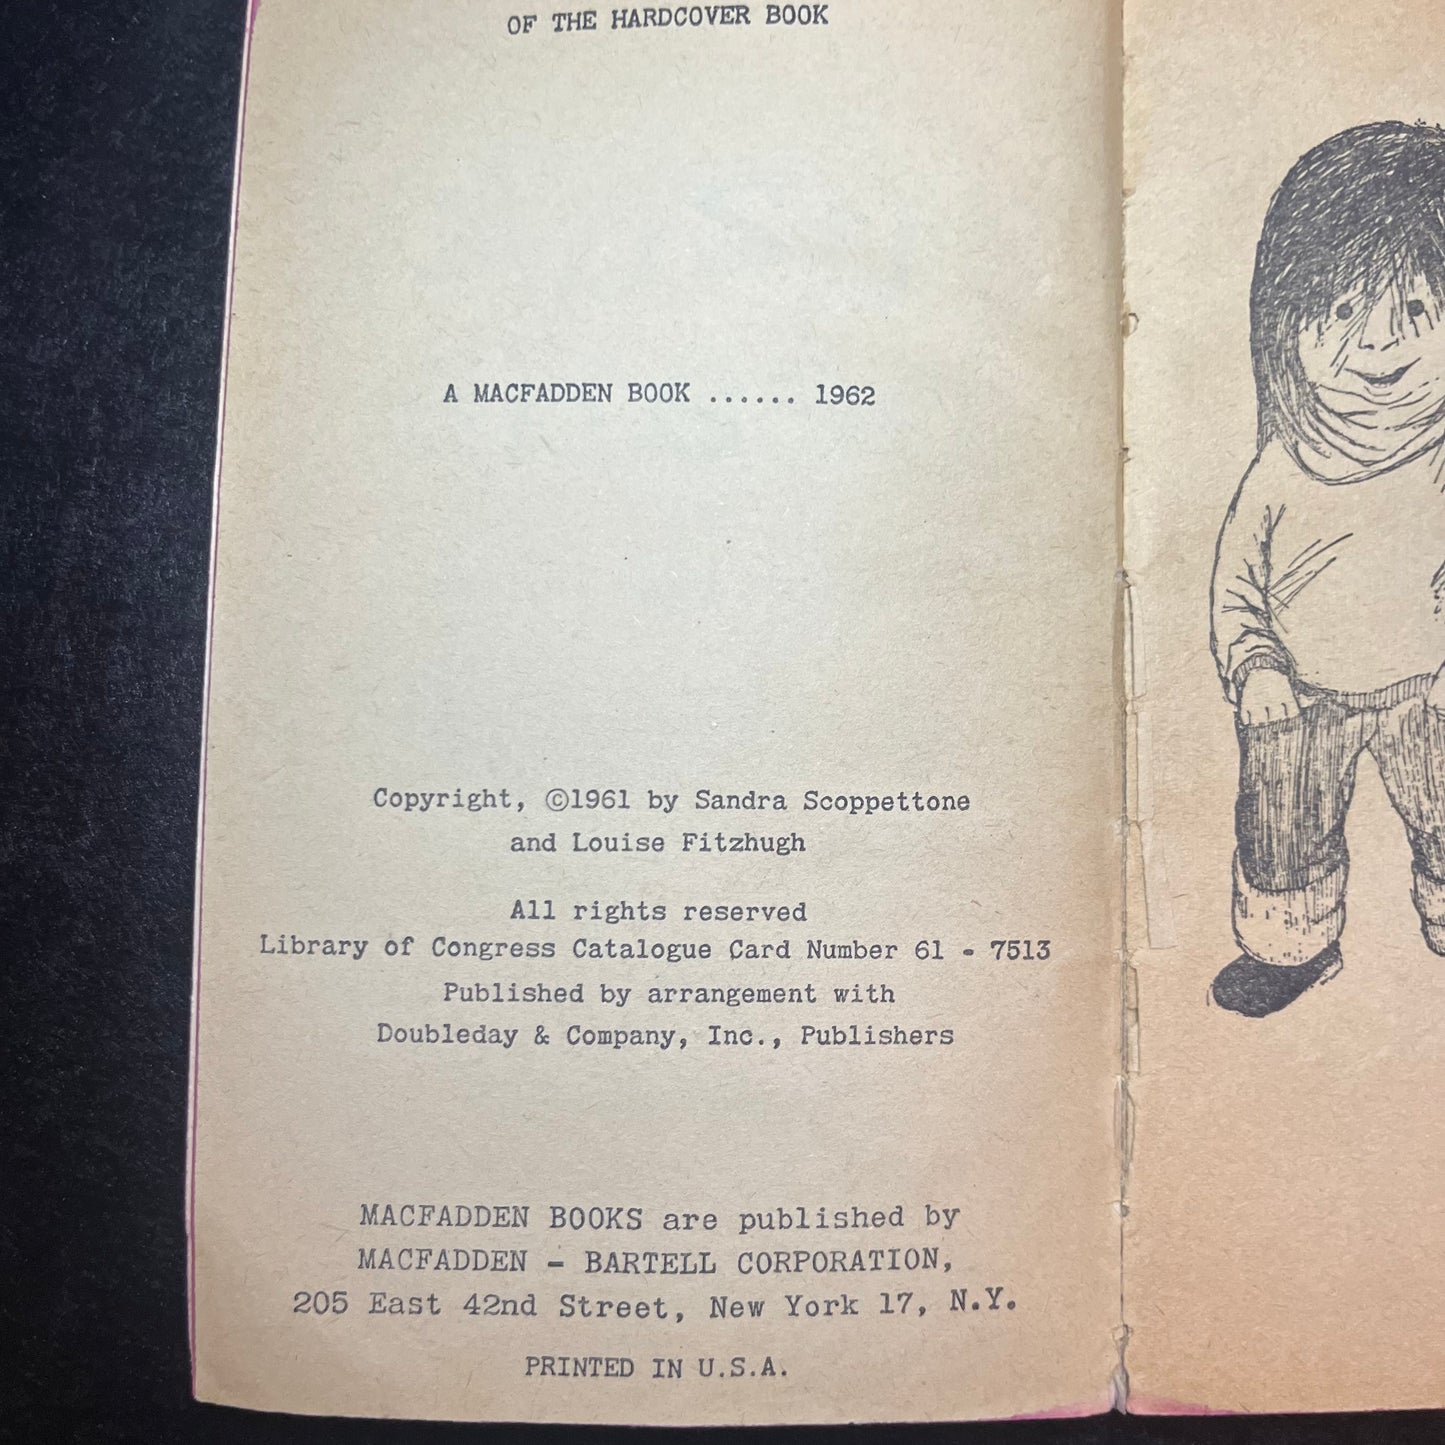 OF THE HARDCOVER BOOK
A MACFADDEN BOOK ...... 1962
Copyright, ©1961 by Sandra Scoppettone
and Louise Fitzhugh
All rights reserved
Library of Congress Catalogue Card Number 61 - 7513
Published by arrangement with
Doubleday & Company, Inc., Publishers
MACFADDEN BOOKS are published by
MACFADDEN - BARTELL CORPORATION,
205 East 42nd Street, New York 17, N.Y.
PRINTED IN U.S.A.